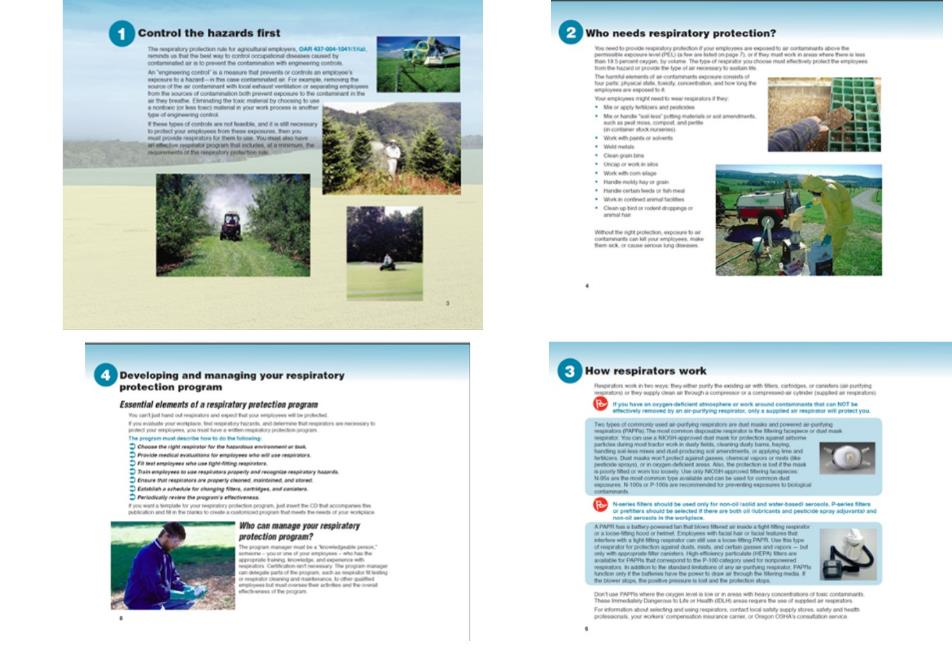 1 Control the hazards first
The respiratory protection rule for agricultural employers, OAR 437-004-1041
reminds us that the best way to control occupational diseases caused by
contaminated air is to prevent the contamination with engineering controls.
An "engineering control" is a measure that prevents or controls an employee's
exposure to a hazard — in this case contaminated air. For example, removing the
source of the air contaminant with local exhaust ventilation or separating employees
from the sources of contamination both prevent exposure to the contaminant in the
air they breathe. Eliminating the toxic material by choosing to use
a nontoxic (or less toxic) material in your work process is another
type of engineering control.
If these types of controls are not feasible, and it is still necessary
to protect your employees from these exposures, then you
must provide respirators for them to use. You must also have
an effective respirator program that includes, at a minimum, the
requirements of the respiratory protection rule.
3
2 Who needs respiratory protection?
You need to provide respiratory protection if your employees are exposed to air contaminants above the
permissible exposure level (PEL) (a few are listed on page 7), or if they must work in areas where there is less
than 19.5 percent oxygen, by volume. The type of respirator you choose must effectively protect the employees
from the hazard or provide the type of air necessary to sustain life.
The harmful elements of air-contaminants exposure consists of
four parts: physical state, toxicity, concentration, and how long the
employees are exposed to it.
Your employees might need to wear respirators if they:
• Mix or apply fertilizers and pesticides
• Mix or handle "soil-less" potting materials or soil amendments,
such as peat moss, compost, and perlite
(in container stock nurseries)
• Work with paints or solvents
• Weld metals
• Clean grain bins
• Uncap or work in silos
• Work with corn silage
• Handle moldy hay or grain
• Handle certain feeds or fish meal
• Work in confined animal facilities
• Clean up bird or rodent droppings or
animal hair
Without the right protection, exposure to air
contaminants can kill your employees, make
them sick, or cause serious lung diseases.
4
4 Developing and managing your respiratory
protection program
Essential elements of a respiratory protection program
You can't just hand out respirators and expect that your employees will be protected.
If you evaluate your workplace, find respiratory hazards, and determine that respirators are necessary to
protect your employees, you must have a written respiratory protection program.
The program must describe how to do the following:
Choose the right respirator for the hazardous environment or task.
Provide medical evaluations for employees who will use respirators.
Fit test employees who use tight-fitting respirators.
Train employees to use respirators properly and recognize respiratory hazards.
Ensure that respirators are properly cleaned, maintained, and stored.
Establish a schedule for changing filters, cartridges, and canisters.
Periodically review the program's effectiveness.
If you want a template for your respiratory protection program, just insert the CD that accompanies this
publication and fill in the blanks to create a customized program that meets the needs of your workplace.
Who can manage your respiratory
protection program?
The program manager must be a "knowledgeable person,"
someone – you or one of your employees – who has the
appropriate training, knowledge, and experience with
respirators. Certification isn't necessary. The program manager
can delegate parts of the program, such as respirator fit testing
or respirator cleaning and maintenance, to other qualified
employees but must oversee their activities and the overall
effectiveness of the program.
8
3 How respirators work
Respirators work in two ways: they either purify the existing air with filters, cartridges, or canisters (air-purifying
respirators) or they supply clean air through a compressor or a compressed-air cylinder (supplied air respirators).
If you have an oxygen-deficient atmosphere or work around contaminants that can NOT be
effectively removed by an air-purifying respirator, only a supplied air respirator will protect you.
Two types of commonly used air-purifying respirators are dust masks and powered air-purifying
respirators (PAPRs). The most common disposable respirator is the filtering facepiece or dust mask
respirator. You can use a NIOSH-approved dust mask for protection against airborne
particles during most tractor work in dusty fields, cleaning dusty barns, haying,
handling soil-less mixes and dust-producing soil amendments, or applying lime and
fertilizers. Dust masks won't protect against gasses, chemical vapors or mists (like
pesticide sprays), or in oxygen-deficient areas. Also, the protection is lost if the mask
is poorly fitted or worn too loosely. Use only NIOSH-approved filtering facepieces:
N-95s are the most common type available and can be used for common dust
exposures. N-100s or P-100s are recommended for preventing exposures to biological
contaminants.
N-series filters should be used only for non-oil (solid and water-based) aerosols. P-series filters
or prefilters should be selected if there are both oil (lubricants and pesticide spray adjuvants) and
non-oil aerosols in the workplace.
A PAPR has a battery-powered fan that blows filtered air inside a tight-fitting respirator
or a loose-fitting hood or helmet. Employees with facial hair or facial features that
interfere with a tight-fitting respirator can still use a loose-fitting PAPR. Use this type
of respirator for protection against dusts, mists, and certain gasses and vapors — but
only with appropriate filter canisters. High efficiency particulate (HEPA) filters are
available for PAPRs that correspond to the P-100 category used for nonpowered
respirators. In addition to the standard limitations of any air-purifying respirator, PAPRs
function only if the batteries have the power to draw air through the filtering media. If
the blower stops, the positive pressure is lost and the protection stops.
Don't use PAPRs where the oxygen level is low or in areas with heavy concentrations of toxic contaminants.
These Immediately Dangerous to Life or Health (IDLH) areas require the use of supplied air respirators.
For information about selecting and using respirators, contact local safety supply stores, safety and health
professionals, your workers' compensation insurance carrier, or Oregon OSHA's consultation service.
6